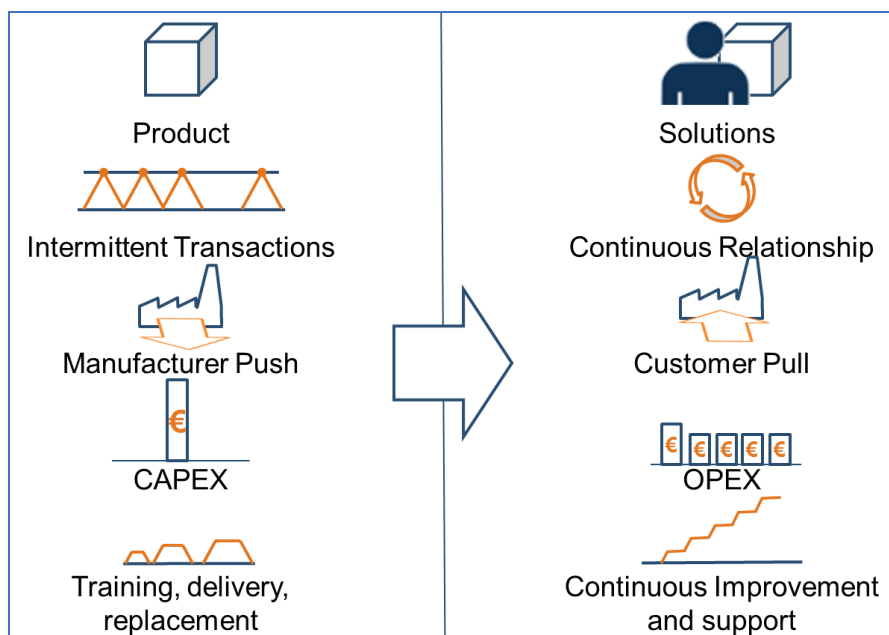 Product
Intermittent Transactions
Manufacturer Push
€
CAPEX
Training, delivery,
replacement
Solutions
Continuous Relationship
Customer Pull
€ € € € €
OPEX
Continuous Improvement
and support